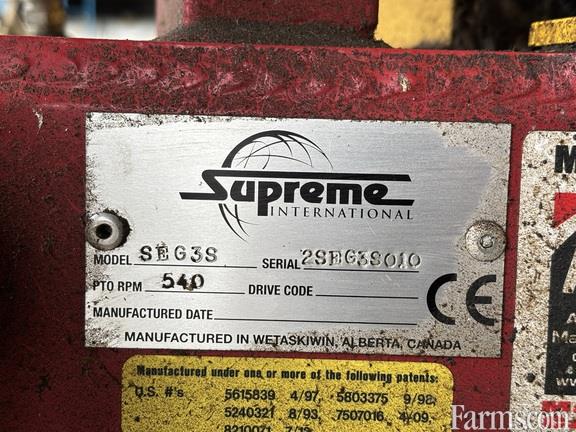 Supreme
INTERNATIONAL
MODEL SEG3S SERIAL 2SEG3S010
PTO RPM 540 DRIVE CODE
MANUFACTURED DATE
CE
MANUFACTURED IN WETASKIWIN, ALBERTA, CANADA
Manufactured under one or more of the following patents:
U.S. #'s 5615839 4/97, 5803375 9/98,
5240321 8/93, 7507016 4/09,
8210071
M
Farms.com